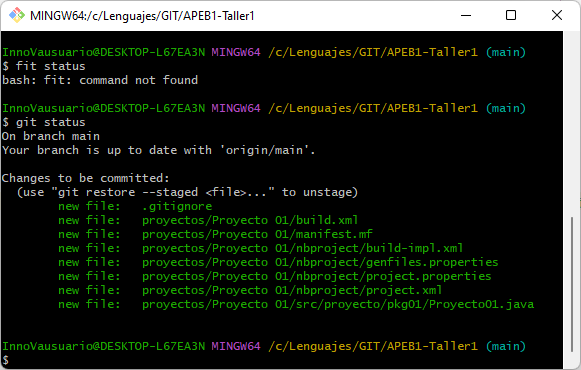 MINGW64:/c/Lenguajes/GIT/APEB1-Taller1
InnoVausuario@DESKTOP-L67EA3N MINGW64 /c/Lenguajes/GIT/APEB1-Taller1 (main)
$ fit status
bash: fit: command not found
InnoVausuario@DESKTOP-L67EA3N MINGW64 /c/Lenguajes/GIT/APEB1-Taller1 (main)
$ git status
On branch main
Your branch is up to date with 'origin/main'.
Changes to be committed:
  (use "git restore --staged <file>..." to unstage)
        new file:   .gitignore
        new file:   proyectos/Proyecto 01/build.xml
        new file:   proyectos/Proyecto 01/manifest.mf
        new file:   proyectos/Proyecto 01/nbproject/build-impl.xml
        new file:   proyectos/Proyecto 01/nbproject/genfiles.properties
        new file:   proyectos/Proyecto 01/nbproject/project.properties
        new file:   proyectos/Proyecto 01/nbproject/project.xml
        new file:   proyectos/Proyecto 01/src/proyecto/pkg01/Proyecto01.java
InnoVausuario@DESKTOP-L67EA3N MINGW64 /c/Lenguajes/GIT/APEB1-Taller1 (main)
$